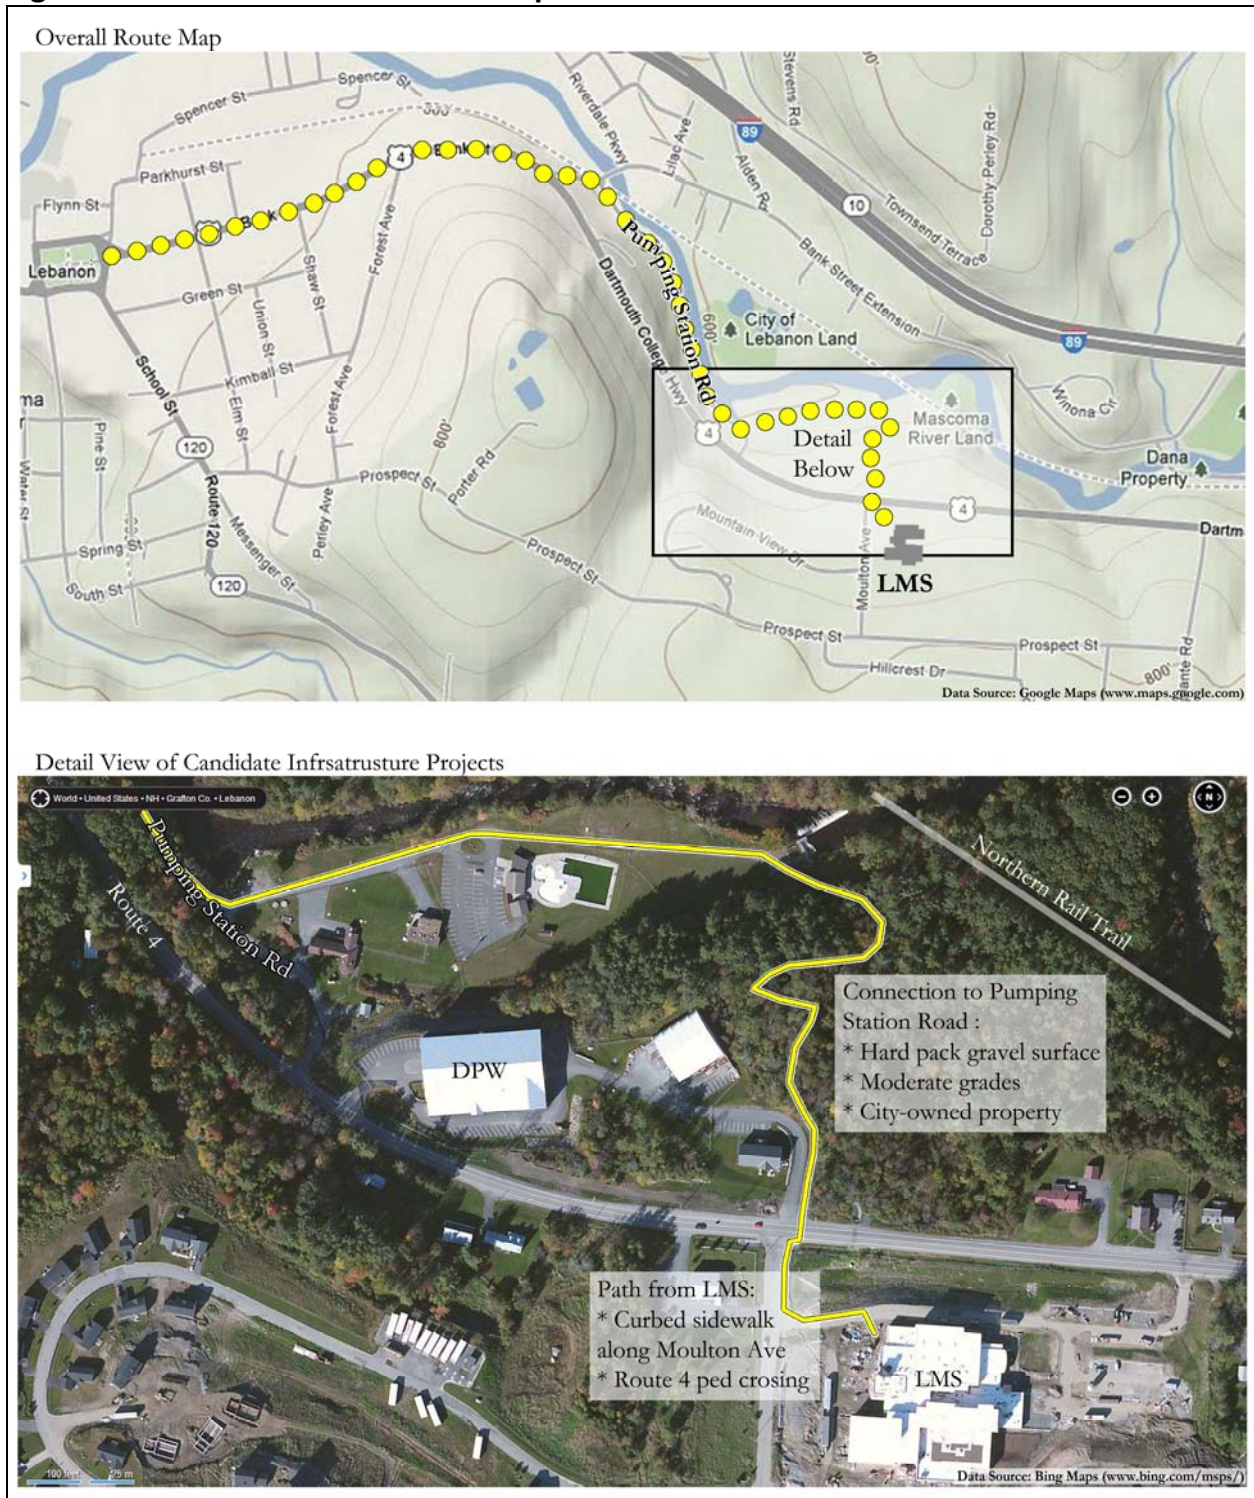 Overall Route Map
Spencer St
Spencer St
Riverdale Pkwy
Stevens Rd
Lilac Ave
89
Alden Rd
Dorothy Perley Rd
Parkhurst St
4
Flynn St
10
Townsend Terrace
Bank Street Extension
Lebanon
Green St
Shaw St
Forest Ave
Union St
Dartmouth College Hwy
Pumping Station Rd
600'
City of
Lebanon Land
89
School St
Kimball St
Elm St
Forest Ave
800'
Winona Cir
Pine St
120
4
Detail
Below
Mascoma
River Land
Dana
Property
Water St
Route 120
Prospect St
Porter Rd
Perley Ave
Messenger St
4
Dartm
Mountain View Dr
Spring St
South St
120
Prospect St
Moulton Ave
LMS
Prospect St
Prospect St
Hillcrest Dr
800'
ante Rd
Data Source: Google Maps (www.maps.google.com)
Detail View of Candidate Infrsatrusture Projects
World • United States • NH • Grafton Co. • Lebanon
N
Pumping Station Rd
Route 4
Northern Rail Trail
Connection to Pumping
Station Road :
* Hard pack gravel surface
* Moderate grades
* City-owned property
DPW
Path from LMS:
* Curbed sidewalk
along Moulton Ave
* Route 4 ped crosing
LMS
100 feet 25 m
Data Source: Bing Maps (www.bing.com/msps/)